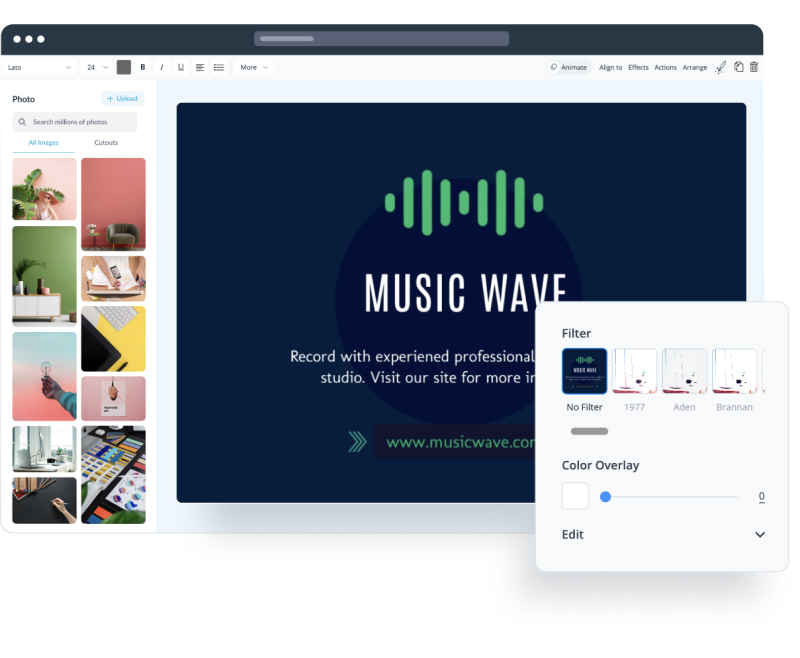 Lato
24
B
I
U
More
Animate
Align to
Effects
Actions
Arrange
Photo
+ Upload
Search millions of photos
All Images
Cutouts
MUSIC WAVE
Record with experiened professional
studio. Visit our site for more in
www.musicwave.com
Filter
MUSIC WAVE
No Filter
1977
Aden
Brannan
Color Overlay
0
Edit